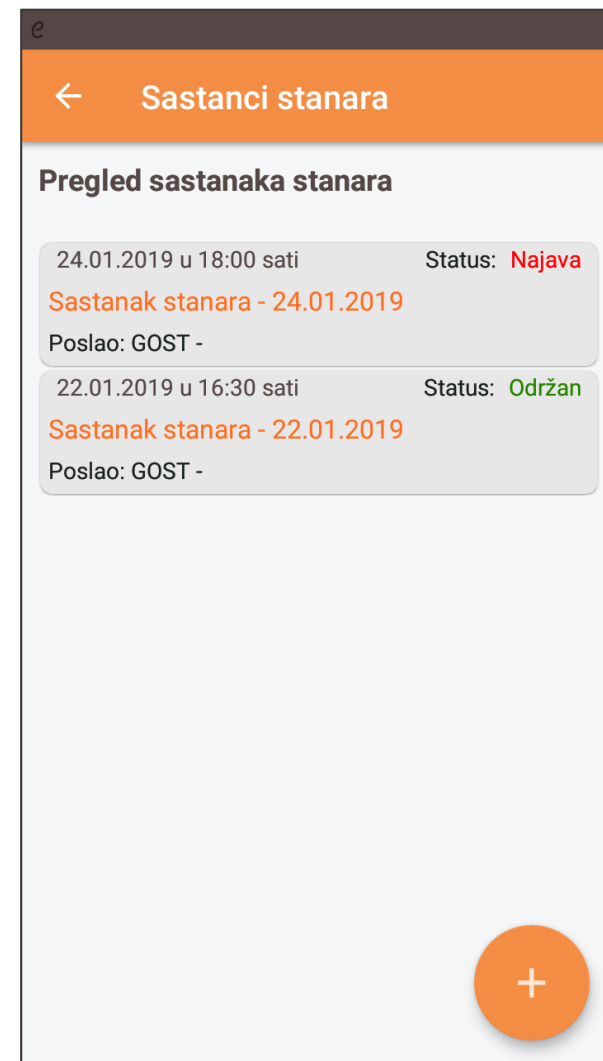 e
Sastanci stanara
Pregled sastanaka stanara
24.01.2019 u 18:00 sati Status: Najava
Sastanak stanara - 24.01.2019
Poslao: GOST -
22.01.2019 u 16:30 sati Status: Održan
Sastanak stanara - 22.01.2019
Poslao: GOST -
+